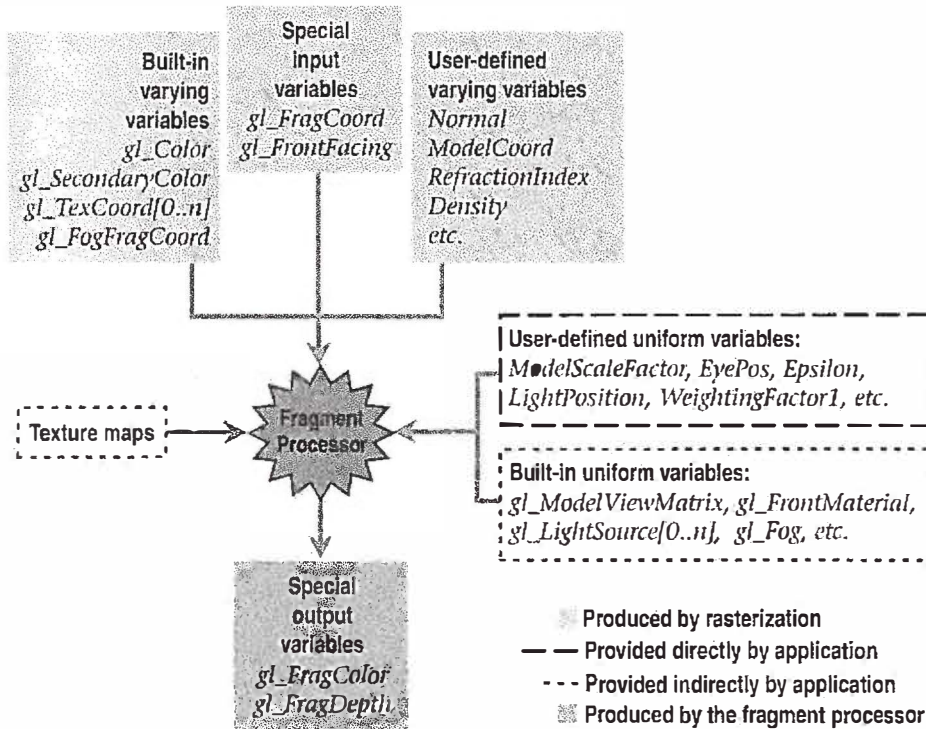 Built-in
varying
variables
gl_Color
gl_SecondaryColor
gl_TexCoord[0..n]
gl_FogFragCoord
Special
input
variables
gl_FragCoord
gl_FrontFacing
User-defined
varying variables
Normal
ModelCoord
RefractionIndex
Density
etc.
Texture maps
Fragment
Processor
User-defined uniform variables:
ModelScaleFactor, EyePos, Epsilon,
LightPosition, WeightingFactor1, etc.
Built-in uniform variables:
gl_ModelViewMatrix, gl_FrontMaterial,
gl_LightSource[0..n], gl_Fog, etc.
Special
output
variables
gl_FragColor
gl_FragDepth
Produced by rasterization
Provided directly by application
Provided indirectly by application
Produced by the fragment processor